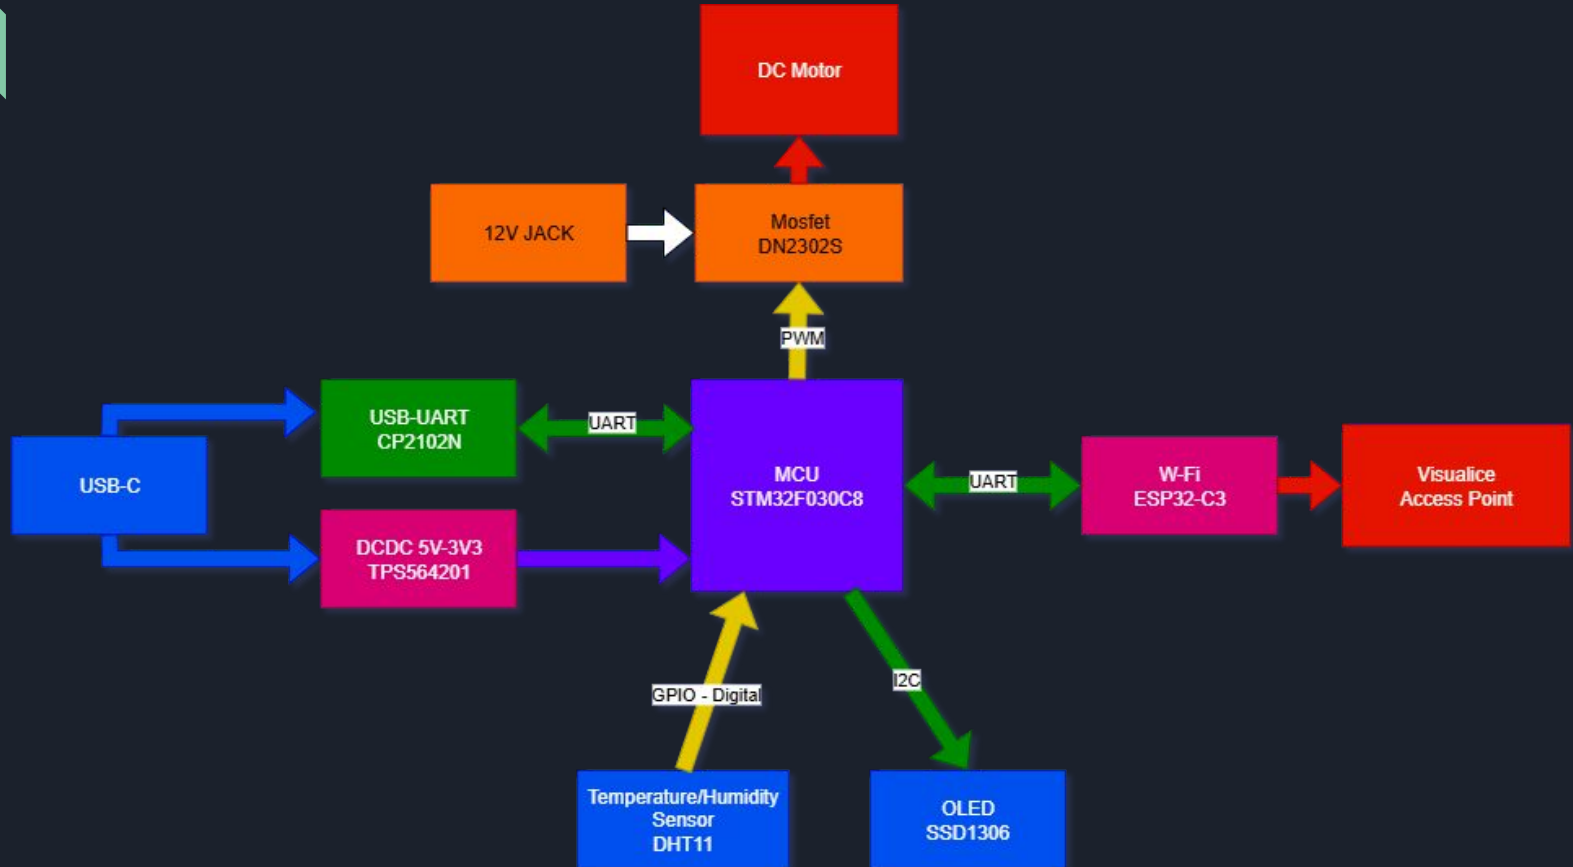 DC Motor
12V JACK
Mosfet
DN2302S
PWM
USB-C
USB-UART
CP2102N
UART
DCDC 5V-3V3
TPS564201
MCU
STM32F030C8
UART
W-Fi
ESP32-C3
Visualice
Access Point
GPIO - Digital
I2C
Temperature/Humidity
Sensor
DHT11
OLED
SSD1306